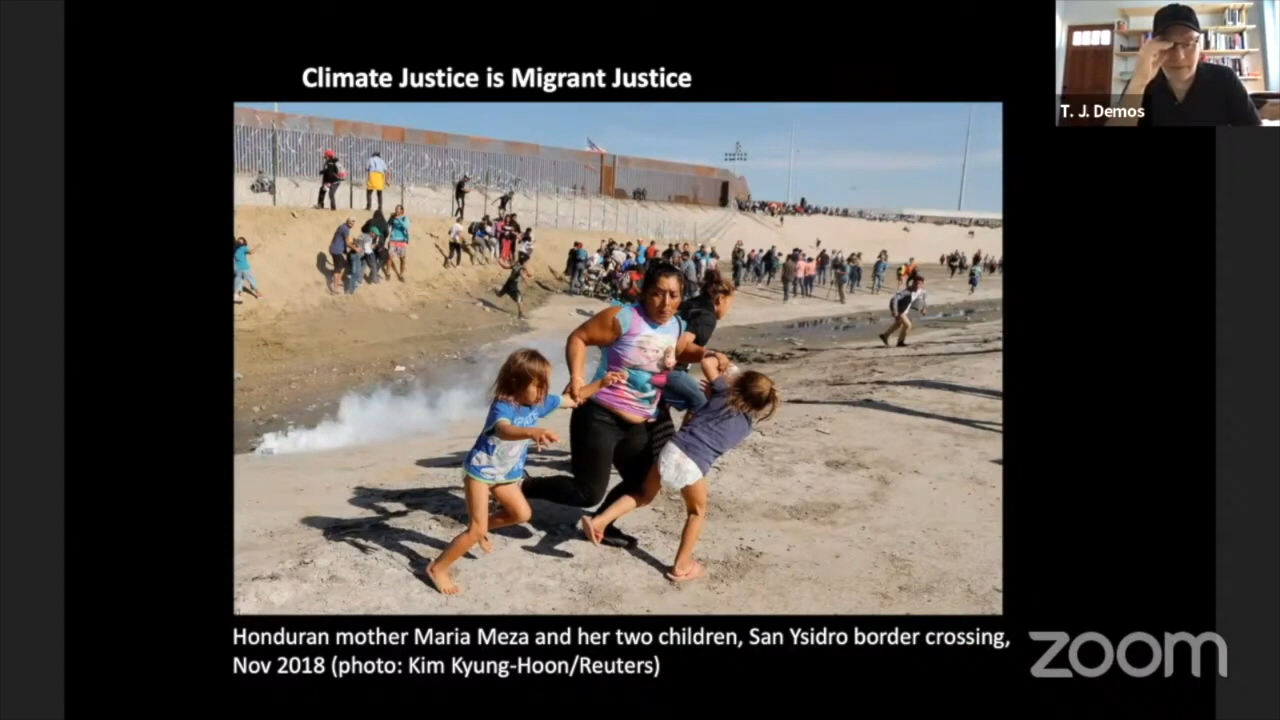 Climate Justice is Migrant Justice
T. J. Demos
Honduran mother Maria Meza and her two children, San Ysidro border crossing,
Nov 2018 (photo: Kim Kyung-Hoon/Reuters)
zoom